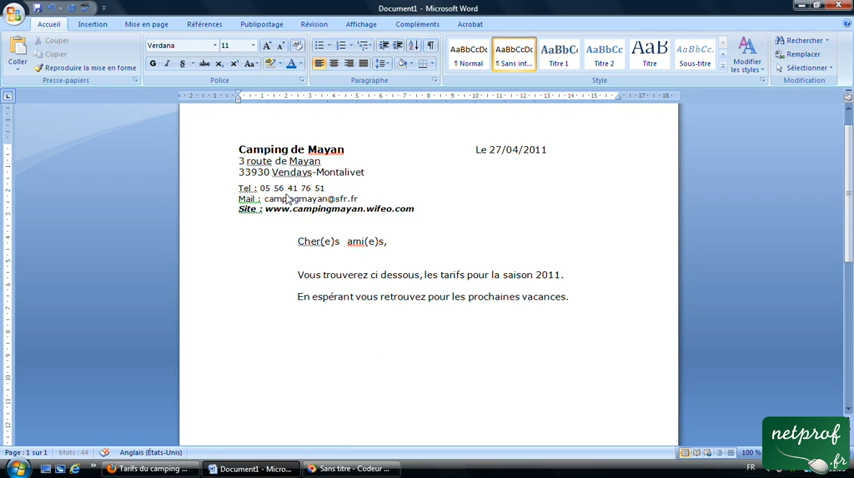 Document1 - Microsoft Word
Accueil Insertion Mise en page Références Publipostage Révision Affichage Compléments Acrobat
Coller
Couper
Copier
Reproduire la mise en forme
Presse-papiers
Verdana 11
G I S abc
Police
Paragraphe
AaBbCcDc AaBbCcDc AaBbC AaBbCc AaB AaBbCc.
¶ Normal ¶ Sans int... Titre 1 Titre 2 Titre Sous-titre
Style
Modifier les styles
Rechercher
Remplacer
Sélectionner
Modification
Camping de Mayan Le 27/04/2011
3 route de Mayan
33930 Vendays-Montalivet
Tel : 05 56 41 76 51
Mail : campingmayan@sfr.fr
Site : www.campingmayan.wifeo.com
Cher(e)s ami(e)s,
Vous trouverez ci dessous, les tarifs pour la saison 2011.
En espérant vous retrouvez pour les prochaines vacances.
Page : 1 sur 1 Mots : 44 Anglais (États-Unis) 100 %
Tarifs du camping ... Document1 - Micro... Sans titre - Codeur ... FR
netprof
.fr